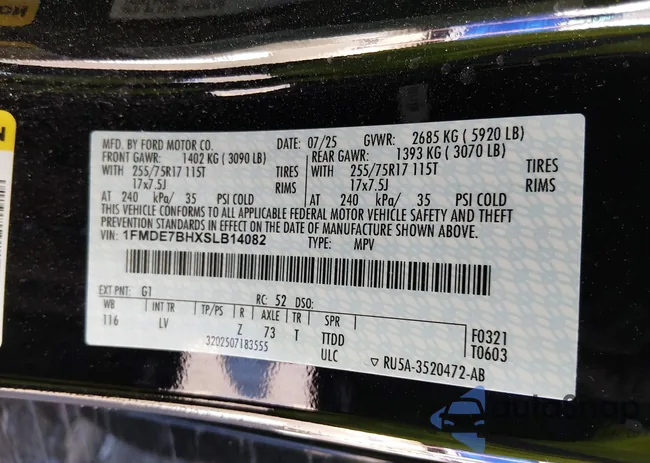 MFD. BY FORD MOTOR CO. DATE: 07/25 GVWR: 2685 KG ( 5920 LB)
FRONT GAWR: 1402 KG ( 3090 LB) REAR GAWR: 1393 KG ( 3070 LB)
WITH 255/75R17 115T TIRES WITH 255/75R17 115T TIRES
17x7.5J RIMS 17x7.5J RIMS
AT 240 kPa/ 35 PSI COLD AT 240 kPa/ 35 PSI COLD
THIS VEHICLE CONFORMS TO ALL APPLICABLE FEDERAL MOTOR VEHICLE SAFETY AND THEFT
PREVENTION STANDARDS IN EFFECT ON THE DATE OF MANUFACTURE SHOWN ABOVE.
VIN: 1FMDE7BHXSLB14082 TYPE: MPV
EXT PNT: G1 RC: 52 DSO:
WB INT TR TP/PS R AXLE TR SPR F0321
116 LV Z 73 T TTDD T0603
3202507183555 ULC ▽ RU5A-3520472-AB
autosnap